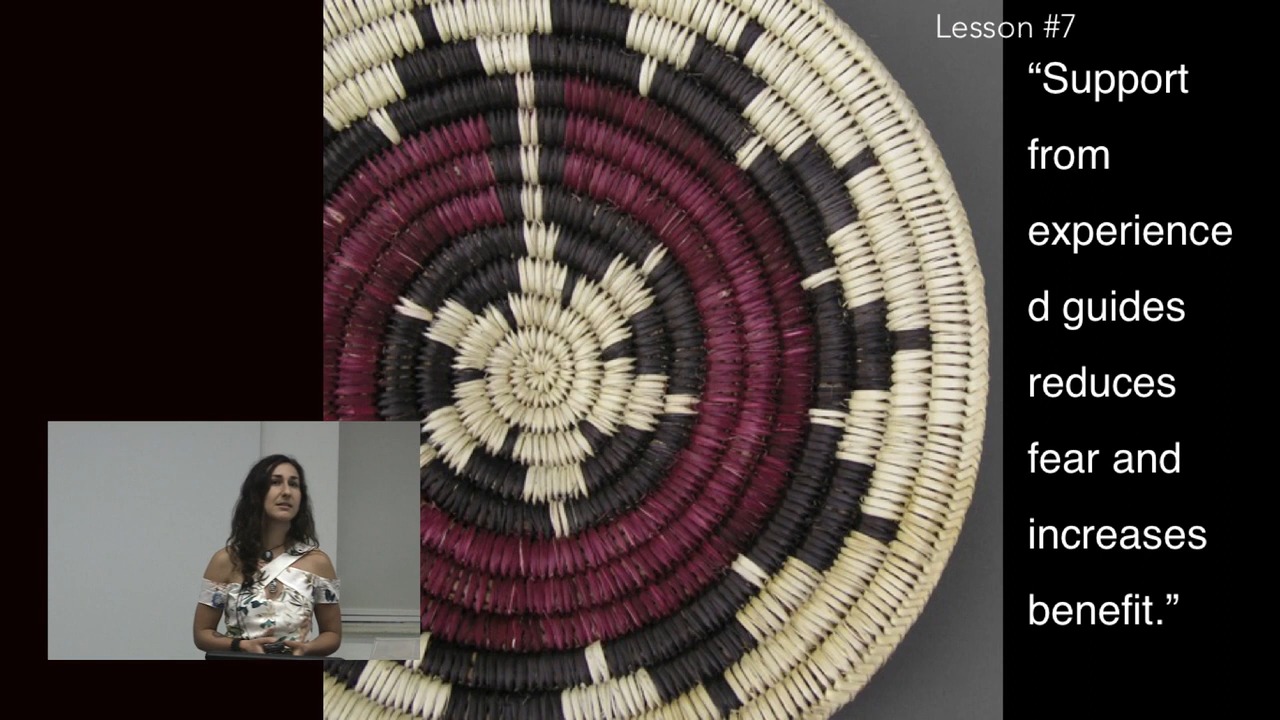 Lesson #7
“Support
from
experience
d guides
reduces
fear and
increases
benefit.”